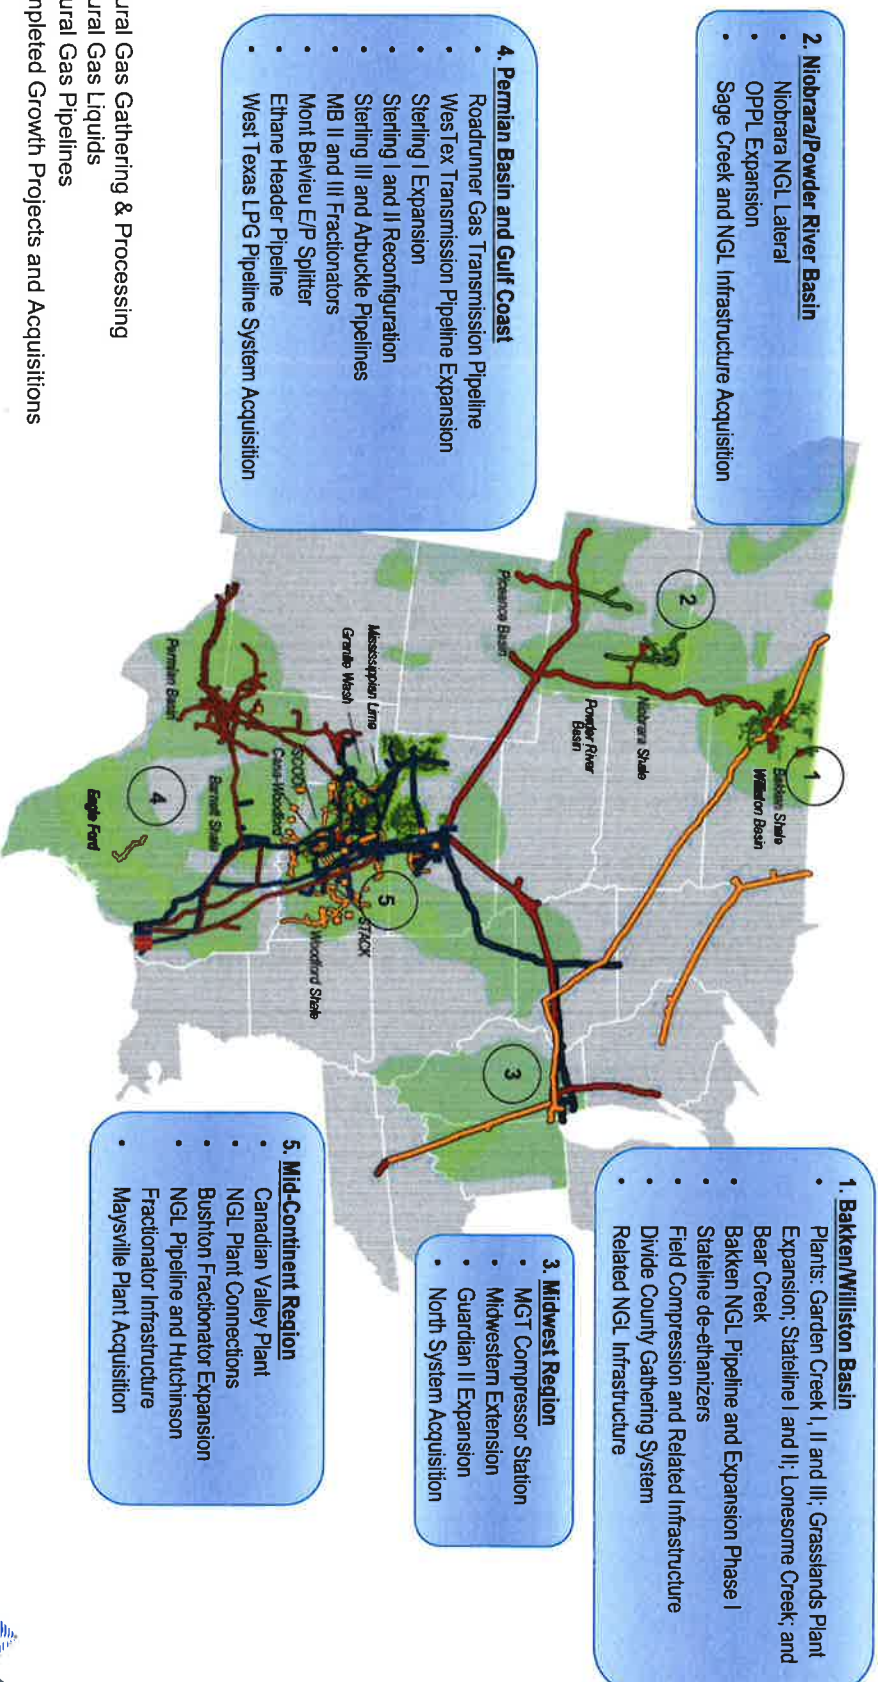 2. Niobrara/Powder River Basin
• Niobrara NGL Lateral
• OPPL Expansion
• Sage Creek and NGL Infrastructure Acquisition
1. Bakken/Williston Basin
• Plants: Garden Creek I, II and III; Grasslands Plant
Expansion; Stateline I and II; Lonesome Creek; and
Bear Creek
• Bakken NGL Pipeline and Expansion Phase I
• Stateline de-ethanizers
• Field Compression and Related Infrastructure
• Divide County Gathering System
• Related NGL Infrastructure
4. Permian Basin and Gulf Coast
• Roadrunner Gas Transmission Pipeline
• WesTex Transmission Pipeline Expansion
• Sterling I Expansion
• Sterling I and II Reconfiguration
• Sterling III and Arbuckle Pipelines
• MB II and III Fractionators
• Mont Belvieu E/P Splitter
• Ethane Header Pipeline
• West Texas LPG Pipeline System Acquisition
3. Midwest Region
• MGT Compressor Station
• Midwestern Extension
• Guardian II Expansion
• North System Acquisition
5. Mid-Continent Region
• Canadian Valley Plant
• NGL Plant Connections
• Bushton Fractionator Expansion
• NGL Pipeline and Hutchinson
Fractionator Infrastructure
• Maysville Plant Acquisition
1
Bakken Shale
Williston Basin
2
Niobrara Shale
Powder River
Basin
Piceance Basin
3
Mississippian Lime
Granite Wash
5
STACK
SCOOP
Cana-Woodford
Woodford Shale
Permian Basin
Barnett Shale
4
Eagle Ford
ural Gas Gathering & Processing
ural Gas Liquids
ural Gas Pipelines
mpleted Growth Projects and Acquisitions